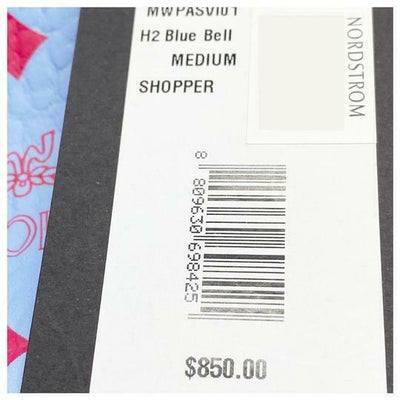 MWPASVI01
H2 Blue Bell
MEDIUM
SHOPPER
NORDSTROM
8 809630 698425
$850.00